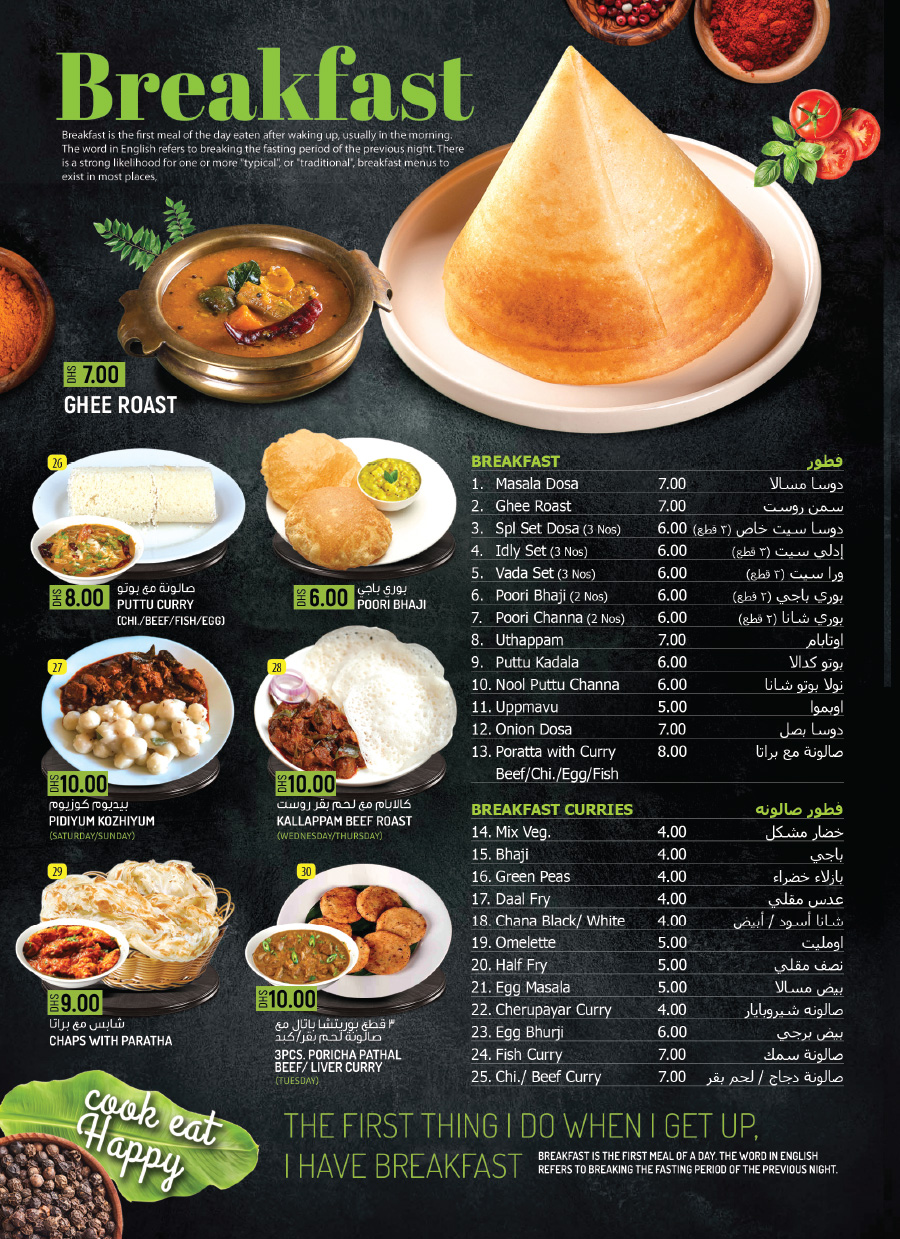 Breakfast
Breakfast is the first meal of the day eaten after waking up, usually in the morning.
The word in English refers to breaking the fasting period of the previous night. There
is a strong likelihood for one or more "typical", or "traditional", breakfast menus to
exist in most places,
DHS 7.00
GHEE ROAST
26
DHS 8.00
صالونة مع بوتو
PUTTU CURRY
(CHI./BEEF/FISH/EGG)
DHS 6.00
بوري باجي
POORI BHAJI
27
DHS 10.00
بيديوم كوزيوم
PIDIYUM KOZHIYUM
(SATURDAY/SUNDAY)
28
DHS 10.00
كالابام مع لحم بقر روست
KALLAPPAM BEEF ROAST
(WEDNESDAY/THURSDAY)
29
DHS 9.00
شابس مع براتا
CHAPS WITH PARATHA
30
DHS 10.00
٣ قطع بوريتشا باتال مع
صالونة لحم بقر/كبد
3PCS. PORICHA PATHAL
BEEF/ LIVER CURRY
(TUESDAY)
BREAKFAST فطور
1. Masala Dosa 7.00 دوسا مسالا
2. Ghee Roast 7.00 سمن روست
3. Spl Set Dosa (3 Nos) 6.00 دوسا سيت خاص (٣ قطع)
4. Idly Set (3 Nos) 6.00 إدلي سيت (٣ قطع)
5. Vada Set (3 Nos) 6.00 ورا سيت (٣ قطع)
6. Poori Bhaji (2 Nos) 6.00 بوري باجي (٢ قطع)
7. Poori Channa (2 Nos) 6.00 بوري شانا (٢ قطع)
8. Uthappam 7.00 اوتابام
9. Puttu Kadala 6.00 بوتو كدالا
10. Nool Puttu Channa 6.00 نولا بوتو شانا
11. Uppmavu 5.00 اوبموا
12. Onion Dosa 7.00 دوسا بصل
13. Poratta with Curry 8.00 صالونة مع براتا
Beef/Chi./Egg/Fish
BREAKFAST CURRIES فطور صالونه
14. Mix Veg. 4.00 خضار مشكل
15. Bhaji 4.00 باجي
16. Green Peas 4.00 بازلاء خضراء
17. Daal Fry 4.00 عدس مقلي
18. Chana Black/ White 4.00 شانا أسود / أبيض
19. Omelette 5.00 اومليت
20. Half Fry 5.00 نصف مقلي
21. Egg Masala 5.00 بيض مسالا
22. Cherupayar Curry 4.00 صالونه شيروبايار
23. Egg Bhurji 6.00 بيض برجي
24. Fish Curry 7.00 صالونة سمك
25. Chi./ Beef Curry 7.00 صالونة دجاج / لحم بقر
cook eat
Happy
THE FIRST THING I DO WHEN I GET UP,
I HAVE BREAKFAST
BREAKFAST IS THE FIRST MEAL OF A DAY. THE WORD IN ENGLISH
REFERS TO BREAKING THE FASTING PERIOD OF THE PREVIOUS NIGHT.